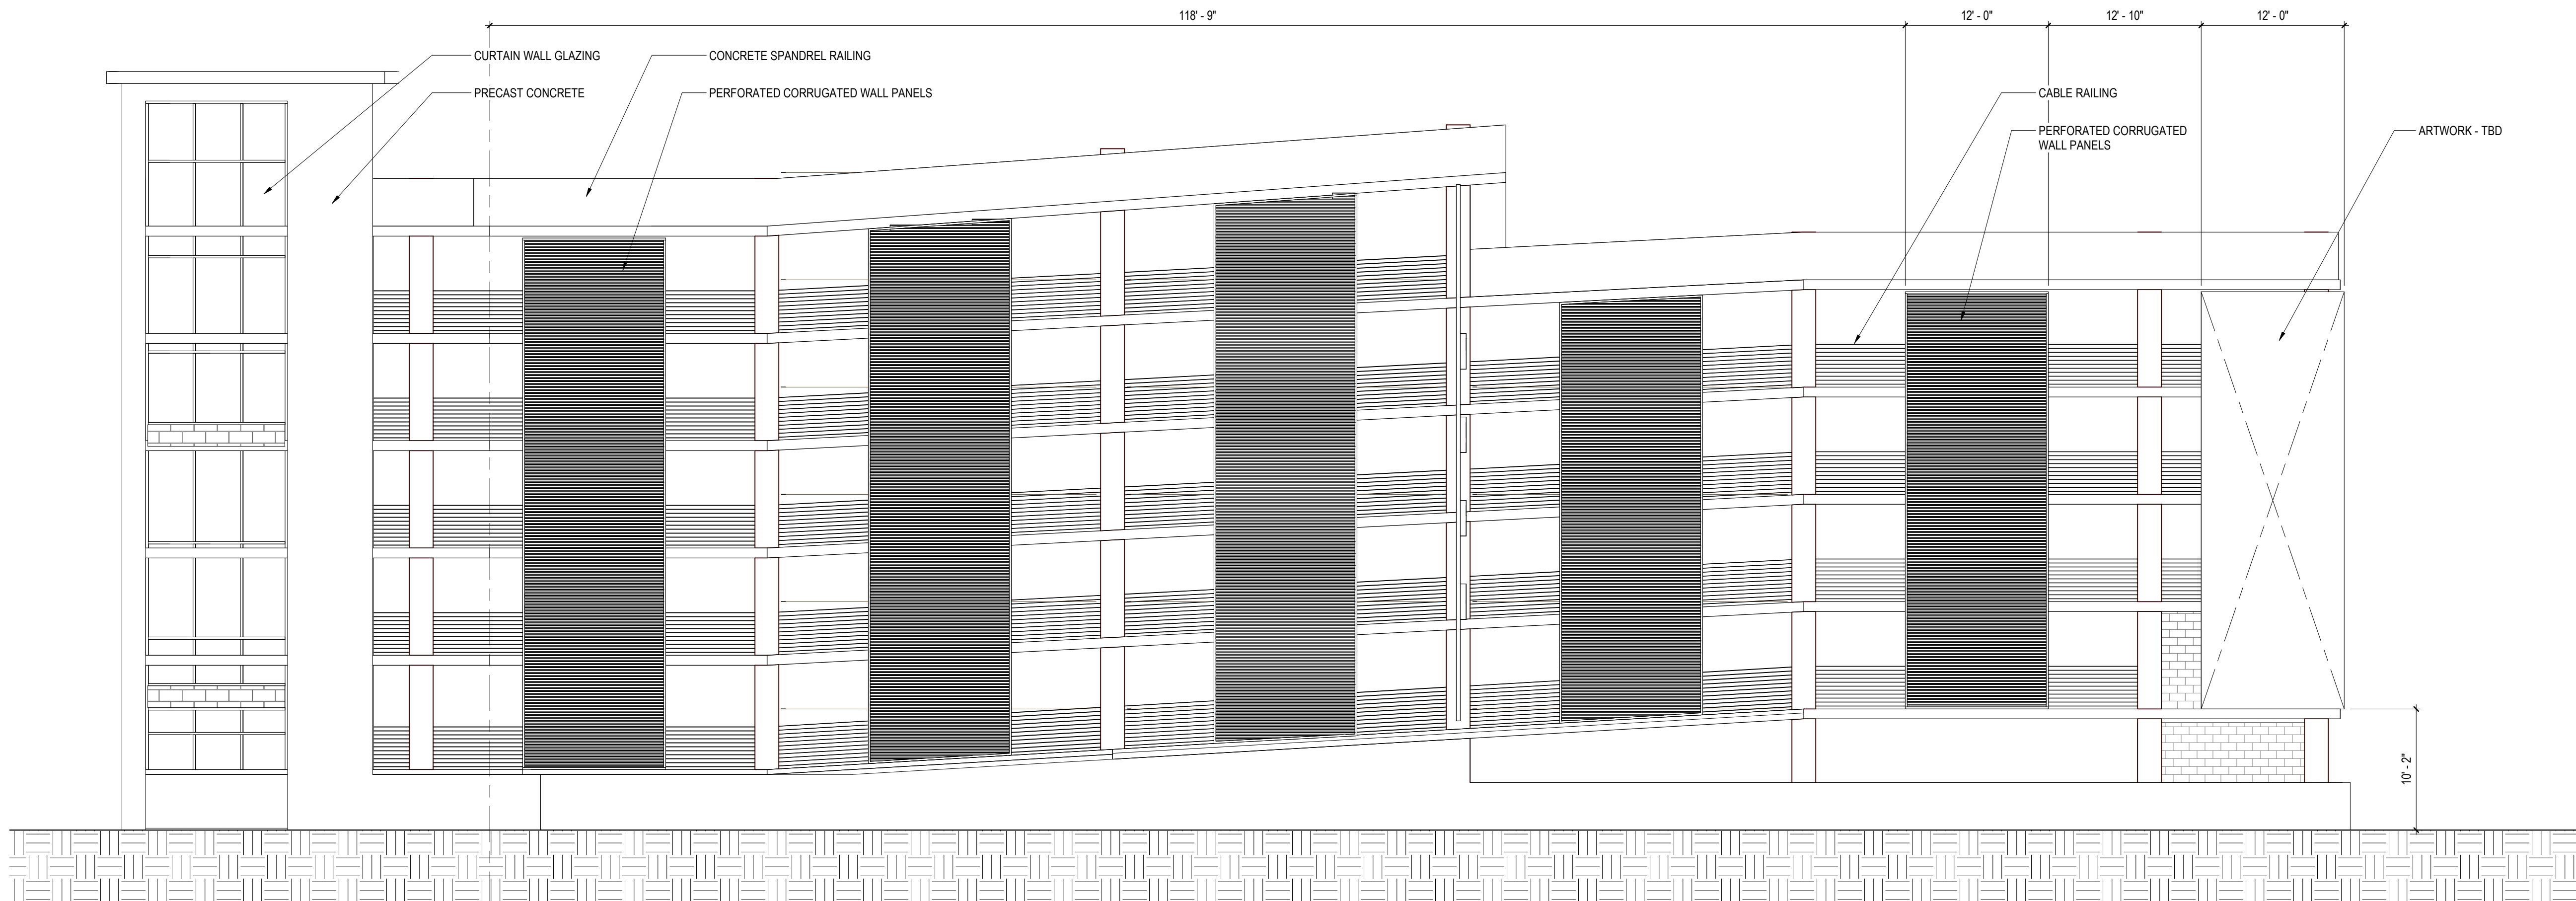 118' - 9"
12' - 0"
12' - 10"
12' - 0"
CURTAIN WALL GLAZING
CONCRETE SPANDREL RAILING
PRECAST CONCRETE
PERFORATED CORRUGATED WALL PANELS
CABLE RAILING
PERFORATED CORRUGATED
WALL PANELS
ARTWORK - TBD
10' - 2"